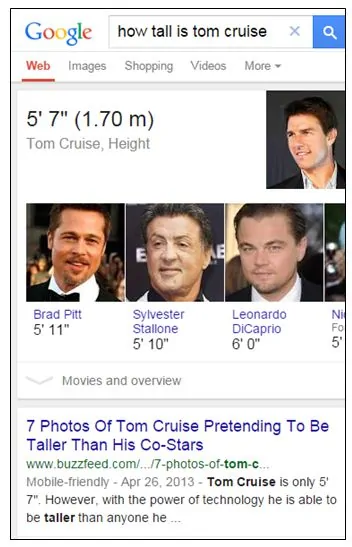 Google how tall is tom cruise ×
Web Images Shopping Videos More
5' 7" (1.70 m)
Tom Cruise, Height
Brad Pitt
5' 11"
Sylvester
Stallone
5' 10"
Leonardo
DiCaprio
6' 0"
Ni
Fo
5'
Movies and overview
7 Photos Of Tom Cruise Pretending To Be
Taller Than His Co-Stars
www.buzzfeed.com/.../7-photos-of-tom-c...
Mobile-friendly - Apr 26, 2013 - Tom Cruise is only 5'
7". However, with the power of technology he is able to
be taller than anyone he ...